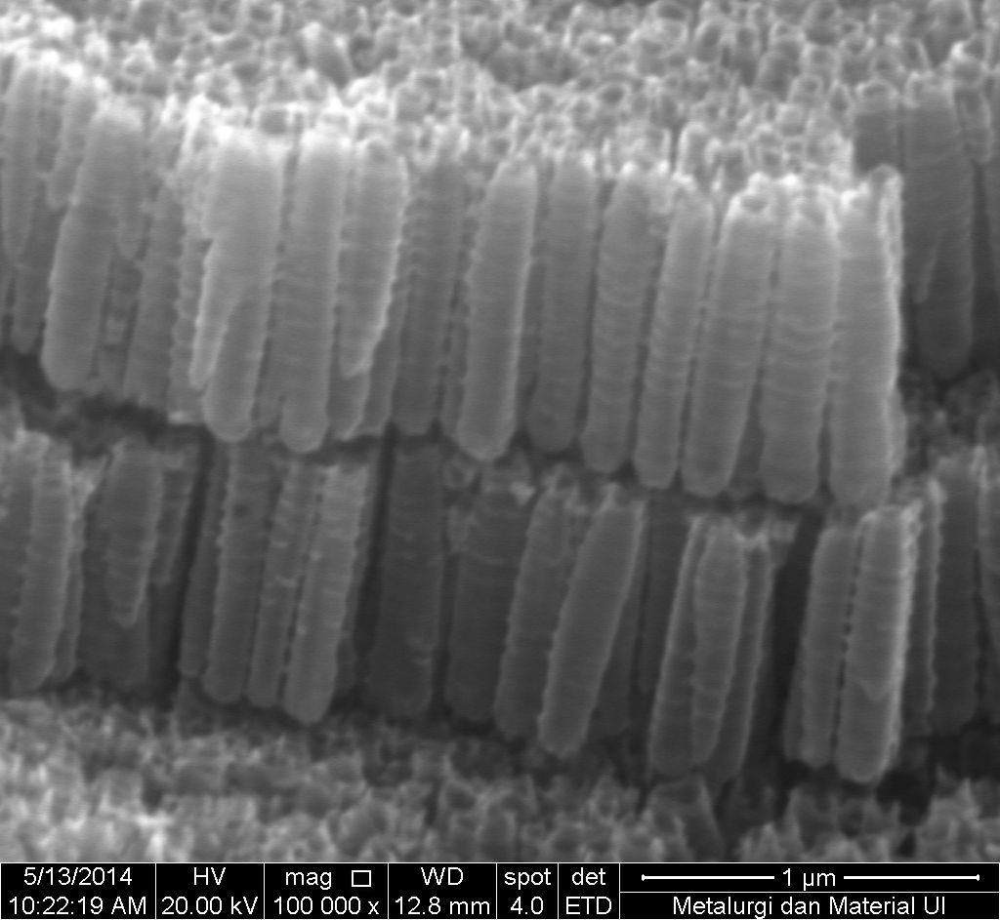 5/13/2014 HV mag □ WD spot det 1 µm
10:22:19 AM 20.00 kV 100 000 x 12.8 mm 4.0 ETD Metalurgi dan Material UI